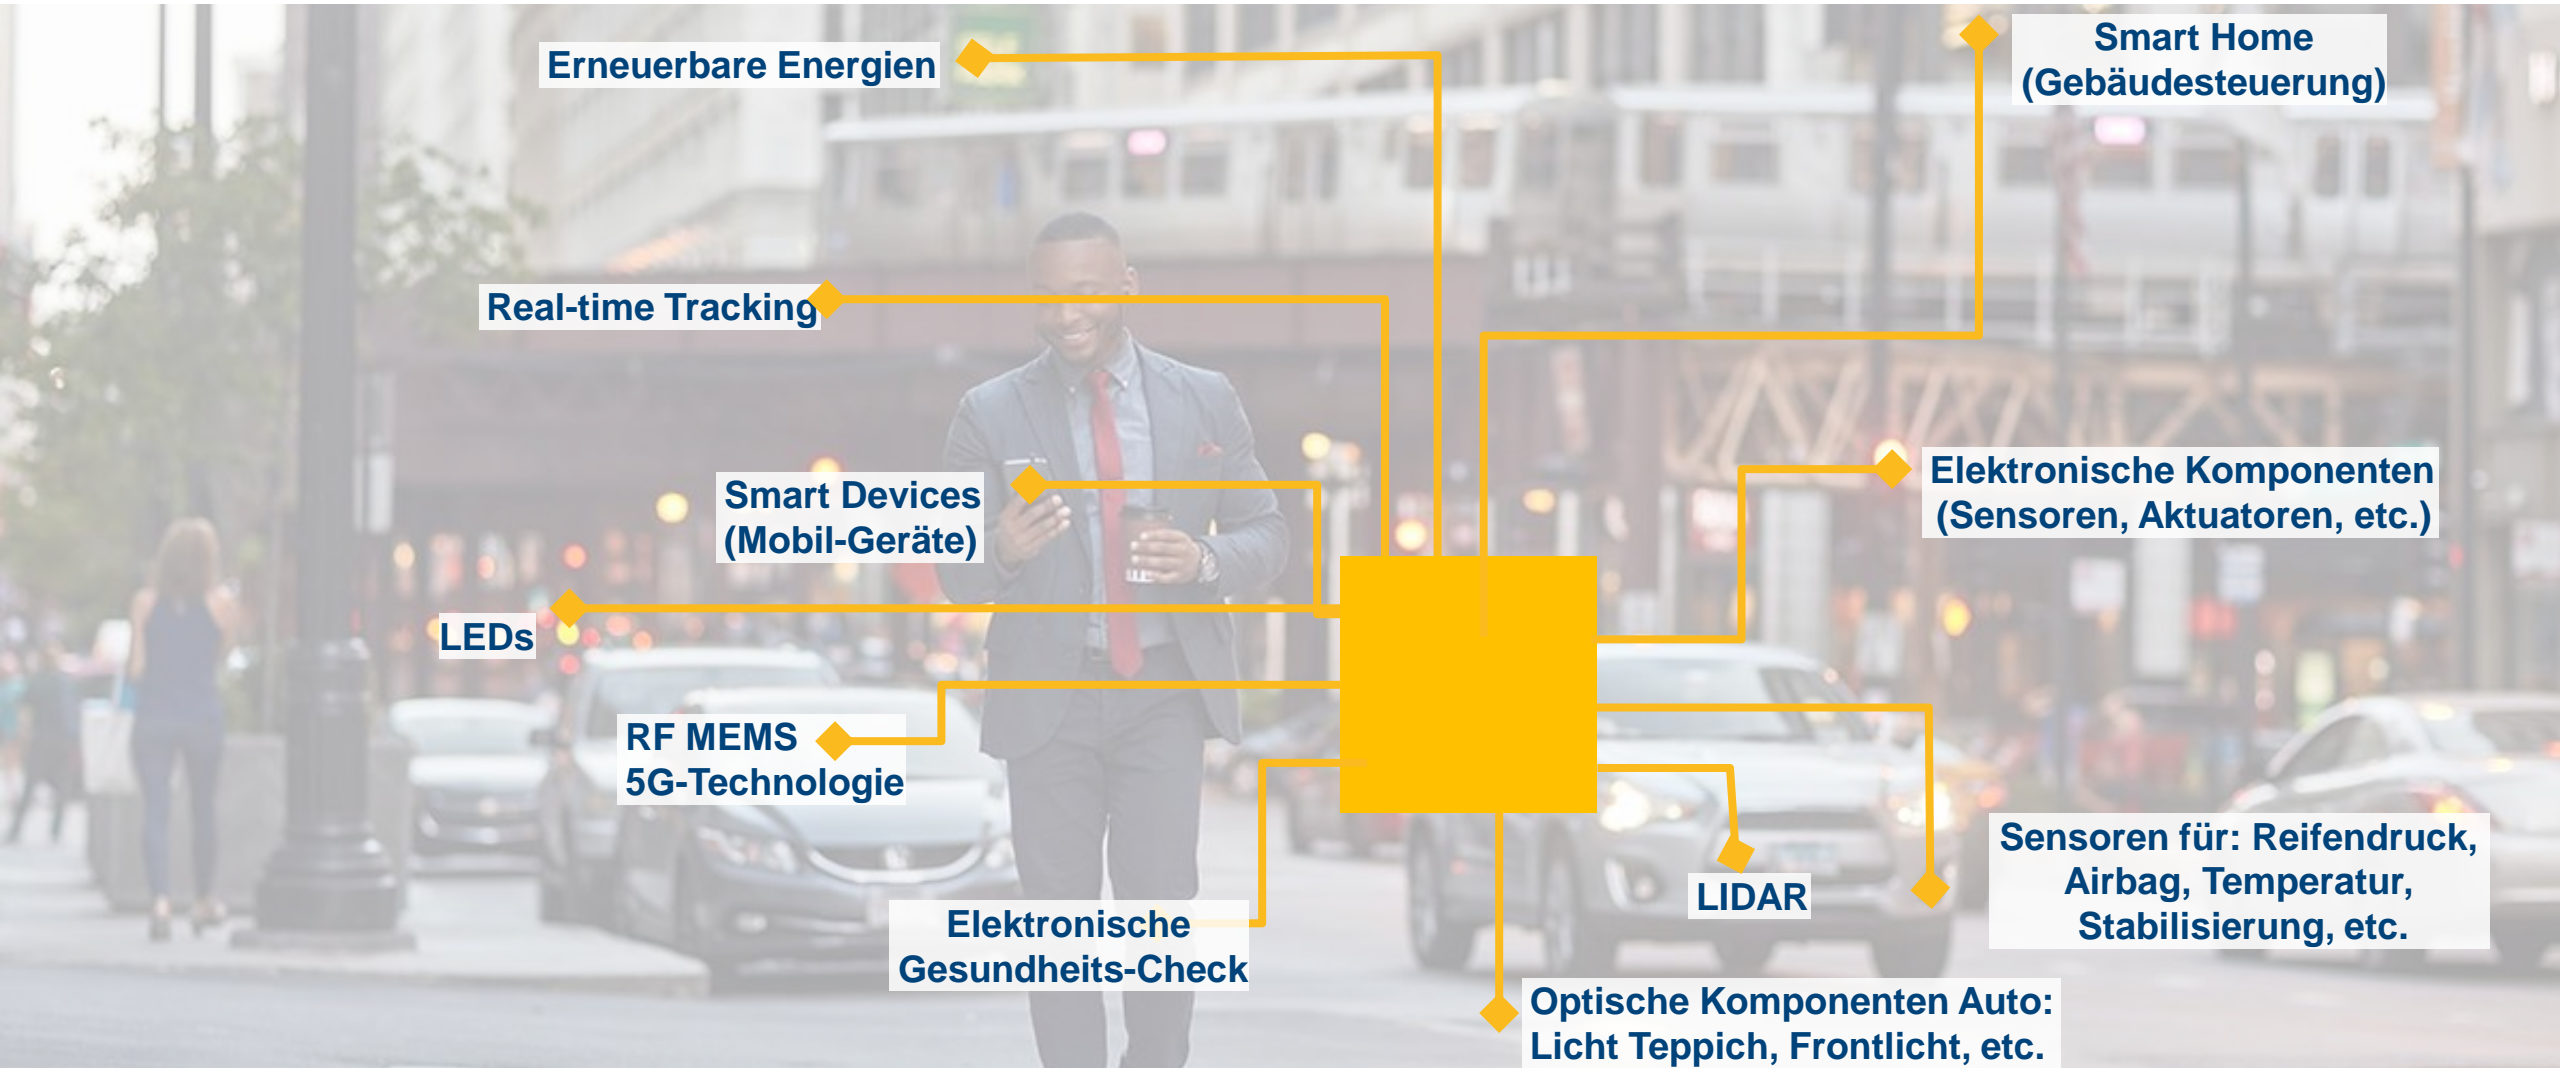 Erneuerbare Energien
Smart Home
(Gebäudesteuerung)
Real-time Tracking
Smart Devices
(Mobil-Geräte)
Elektronische Komponenten
(Sensoren, Aktuatoren, etc.)
LEDs
RF MEMS
5G-Technologie
Sensoren für: Reifendruck,
Airbag, Temperatur,
Stabilisierung, etc.
LIDAR
Elektronische
Gesundheits-Check
Optische Komponenten Auto:
Licht Teppich, Frontlicht, etc.